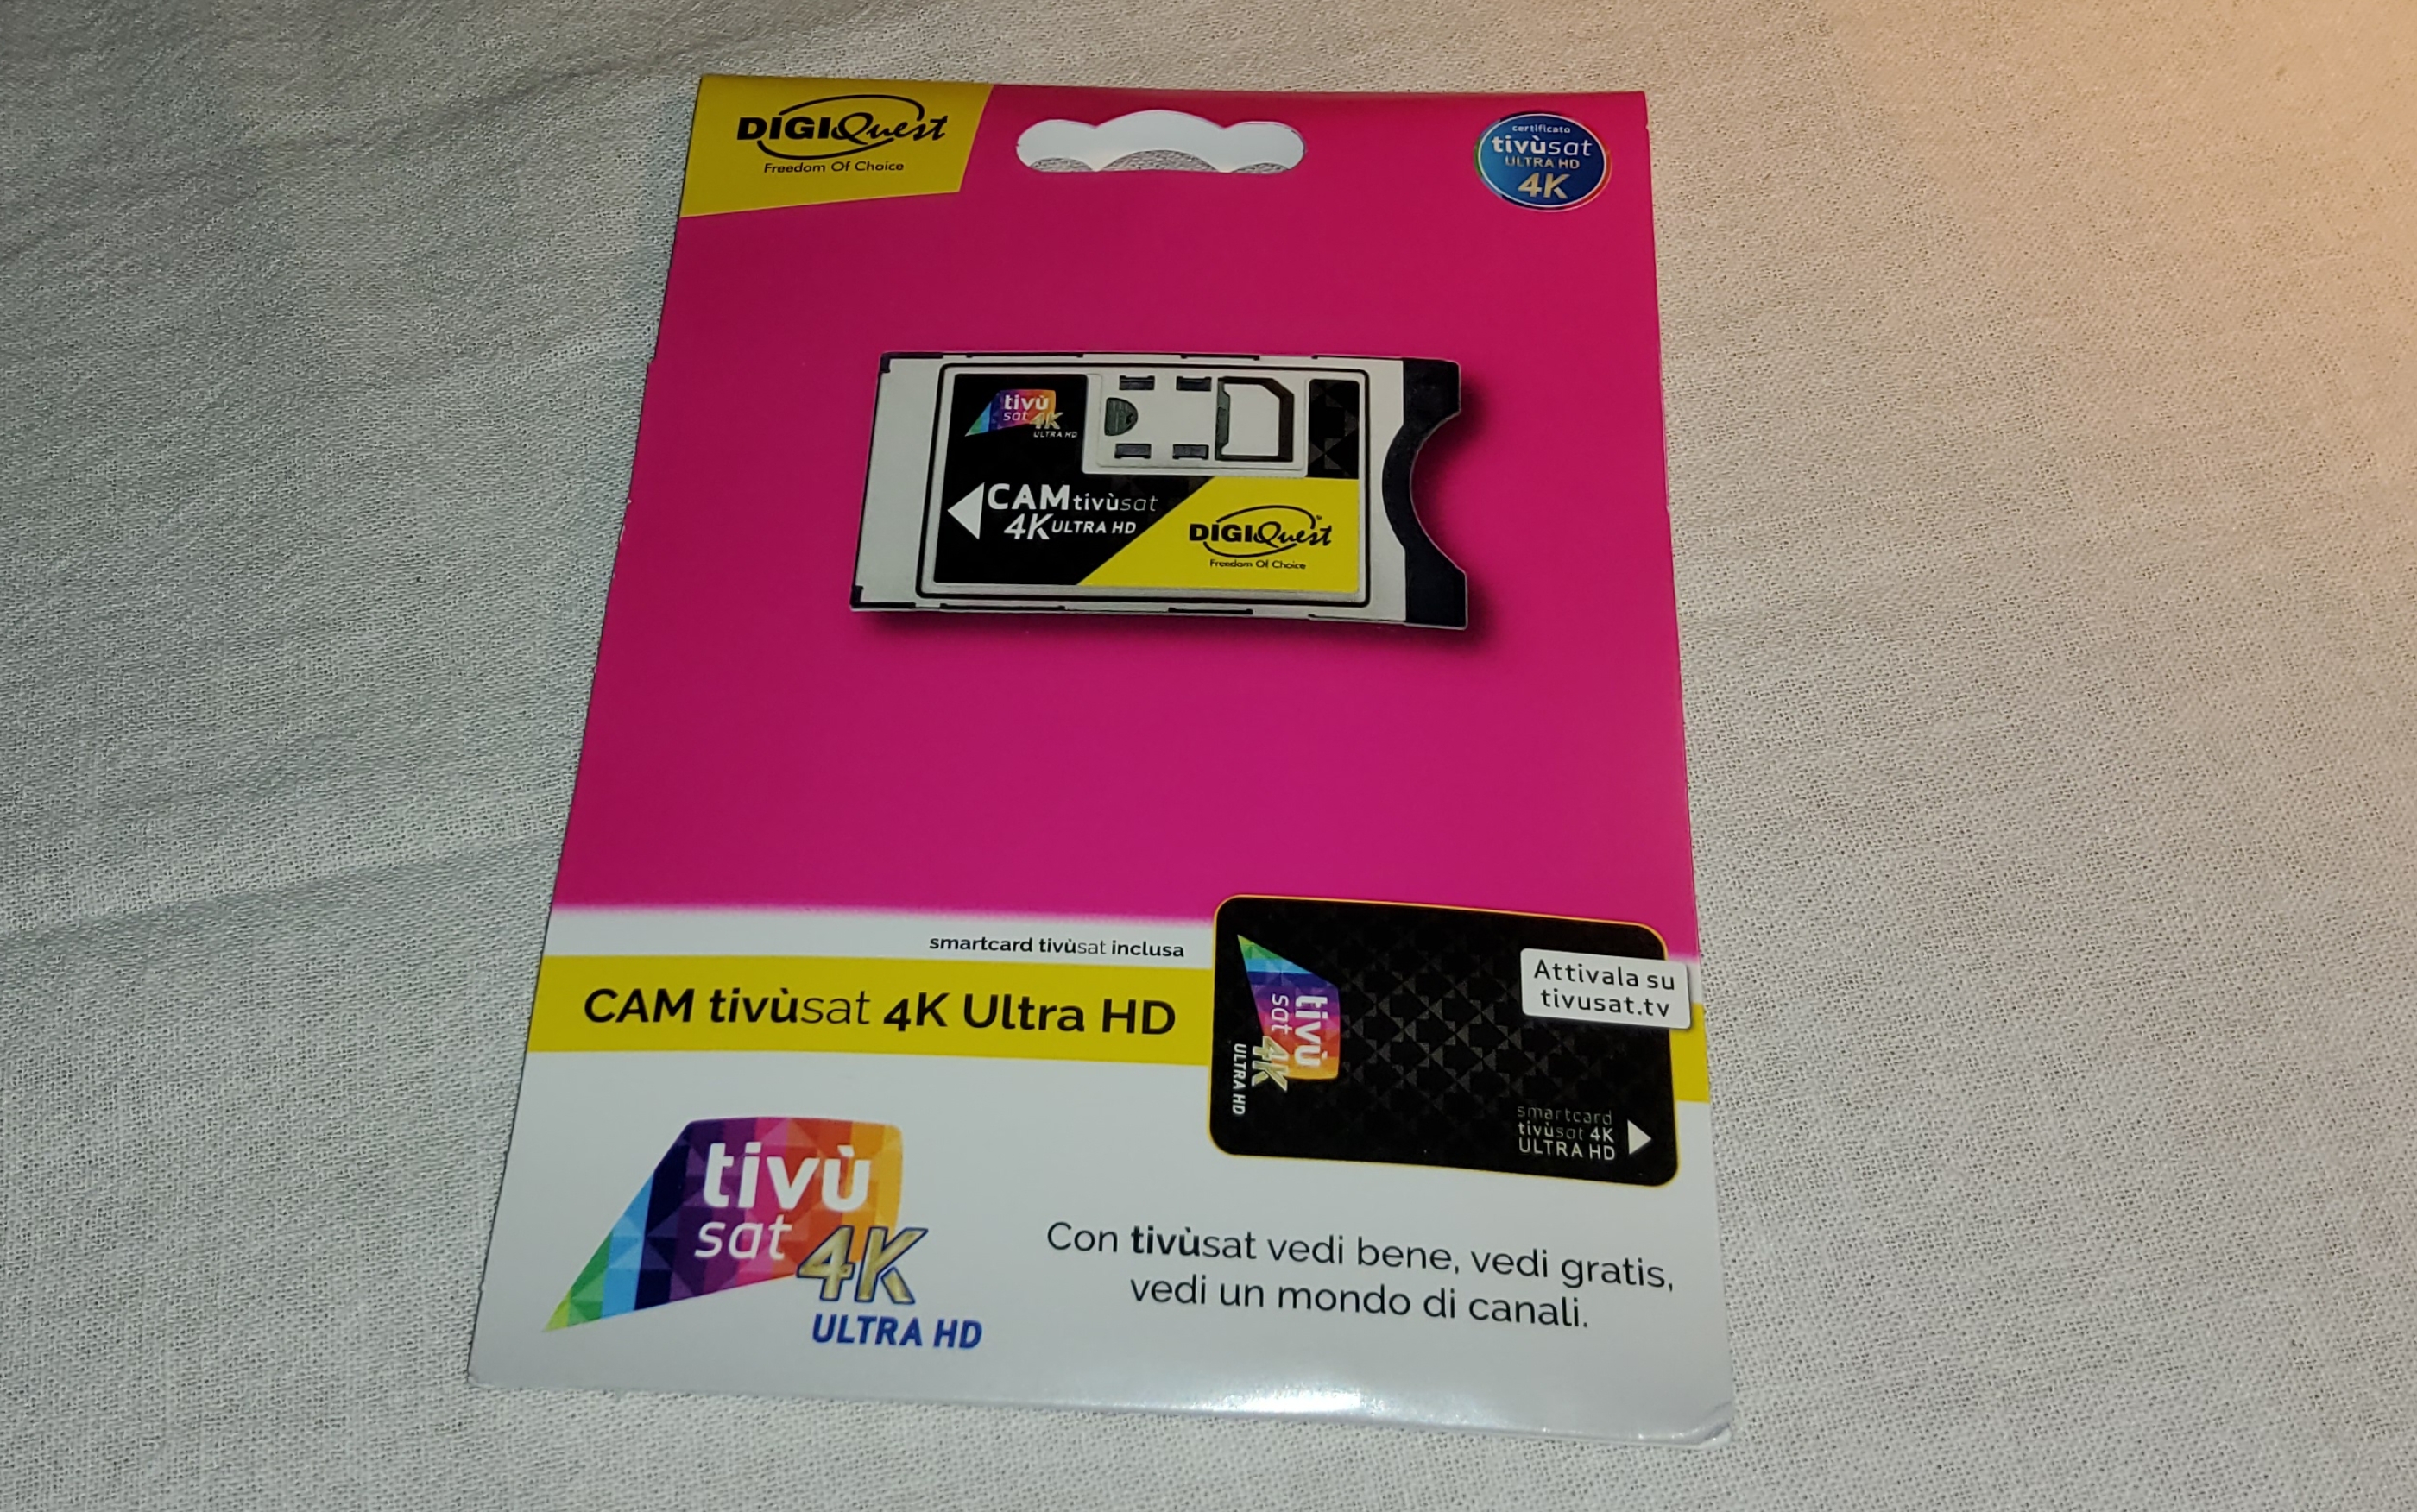 DIGIQuest
Freedom Of Choice
certificato
tivùsat
ULTRA HD
4K
tivù
sat 4K
ULTRA HD
CAM tivùsat
4K ULTRA HD
DIGIQuest
Freedom Of Choice
smartcard tivùsat inclusa
CAM tivùsat 4K Ultra HD
tivù
sat 4K
ULTRA HD
Attivala su
tivusat.tv
smartcard
tivùsat 4K
ULTRA HD
tivù
sat 4K
ULTRA HD
Con tivùsat vedi bene, vedi gratis,
vedi un mondo di canali.